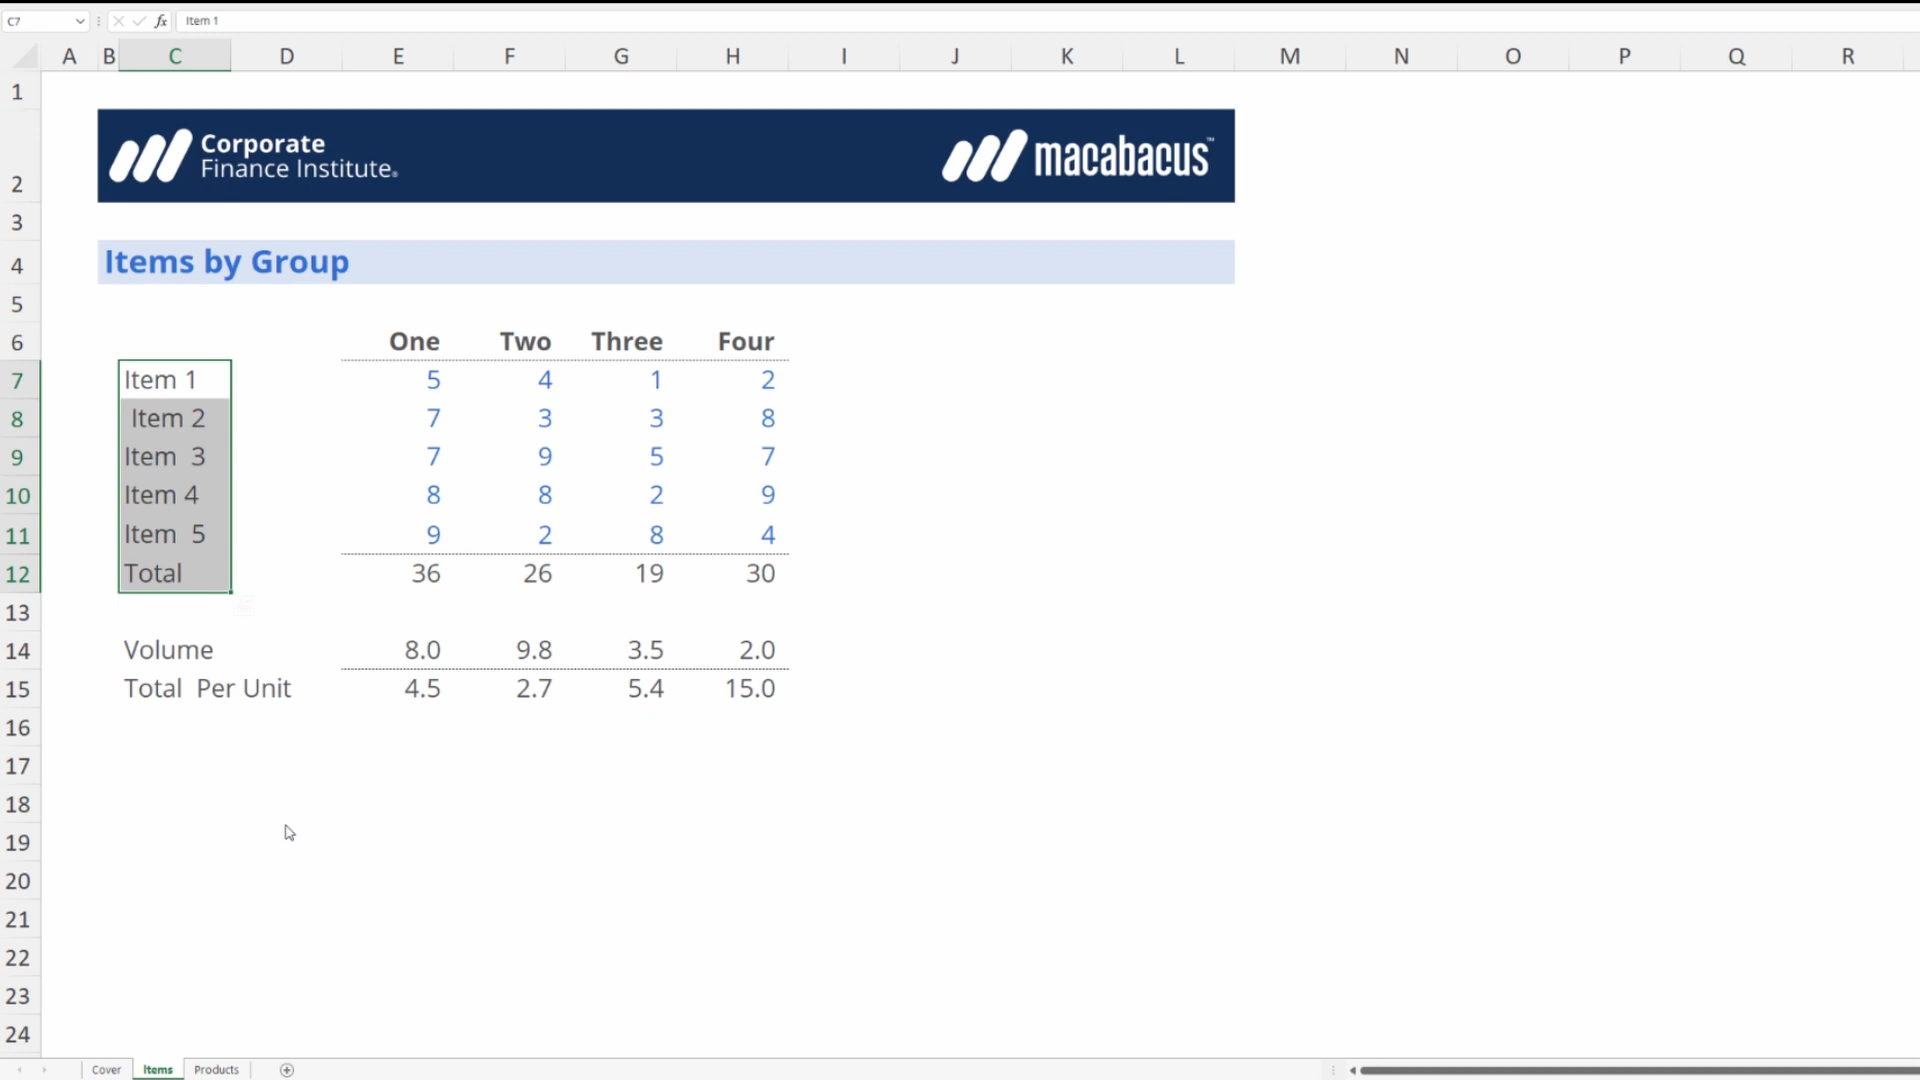 C7 fx Item 1
A B C D E F G H I J K L M N O P Q R
1
2 Corporate
Finance Institute® macabacus™
3
4 Items by Group
5
6 One Two Three Four
7 Item 1 5 4 1 2
8  Item 2 7 3 3 8
9 Item  3 7 9 5 7
10 Item 4 8 8 2 9
11 Item  5 9 2 8 4
12 Total 36 26 19 30
13
14 Volume 8.0 9.8 3.5 2.0
15 Total  Per Unit 4.5 2.7 5.4 15.0
16
17
18
19
20
21
22
23
24
Cover Items Products